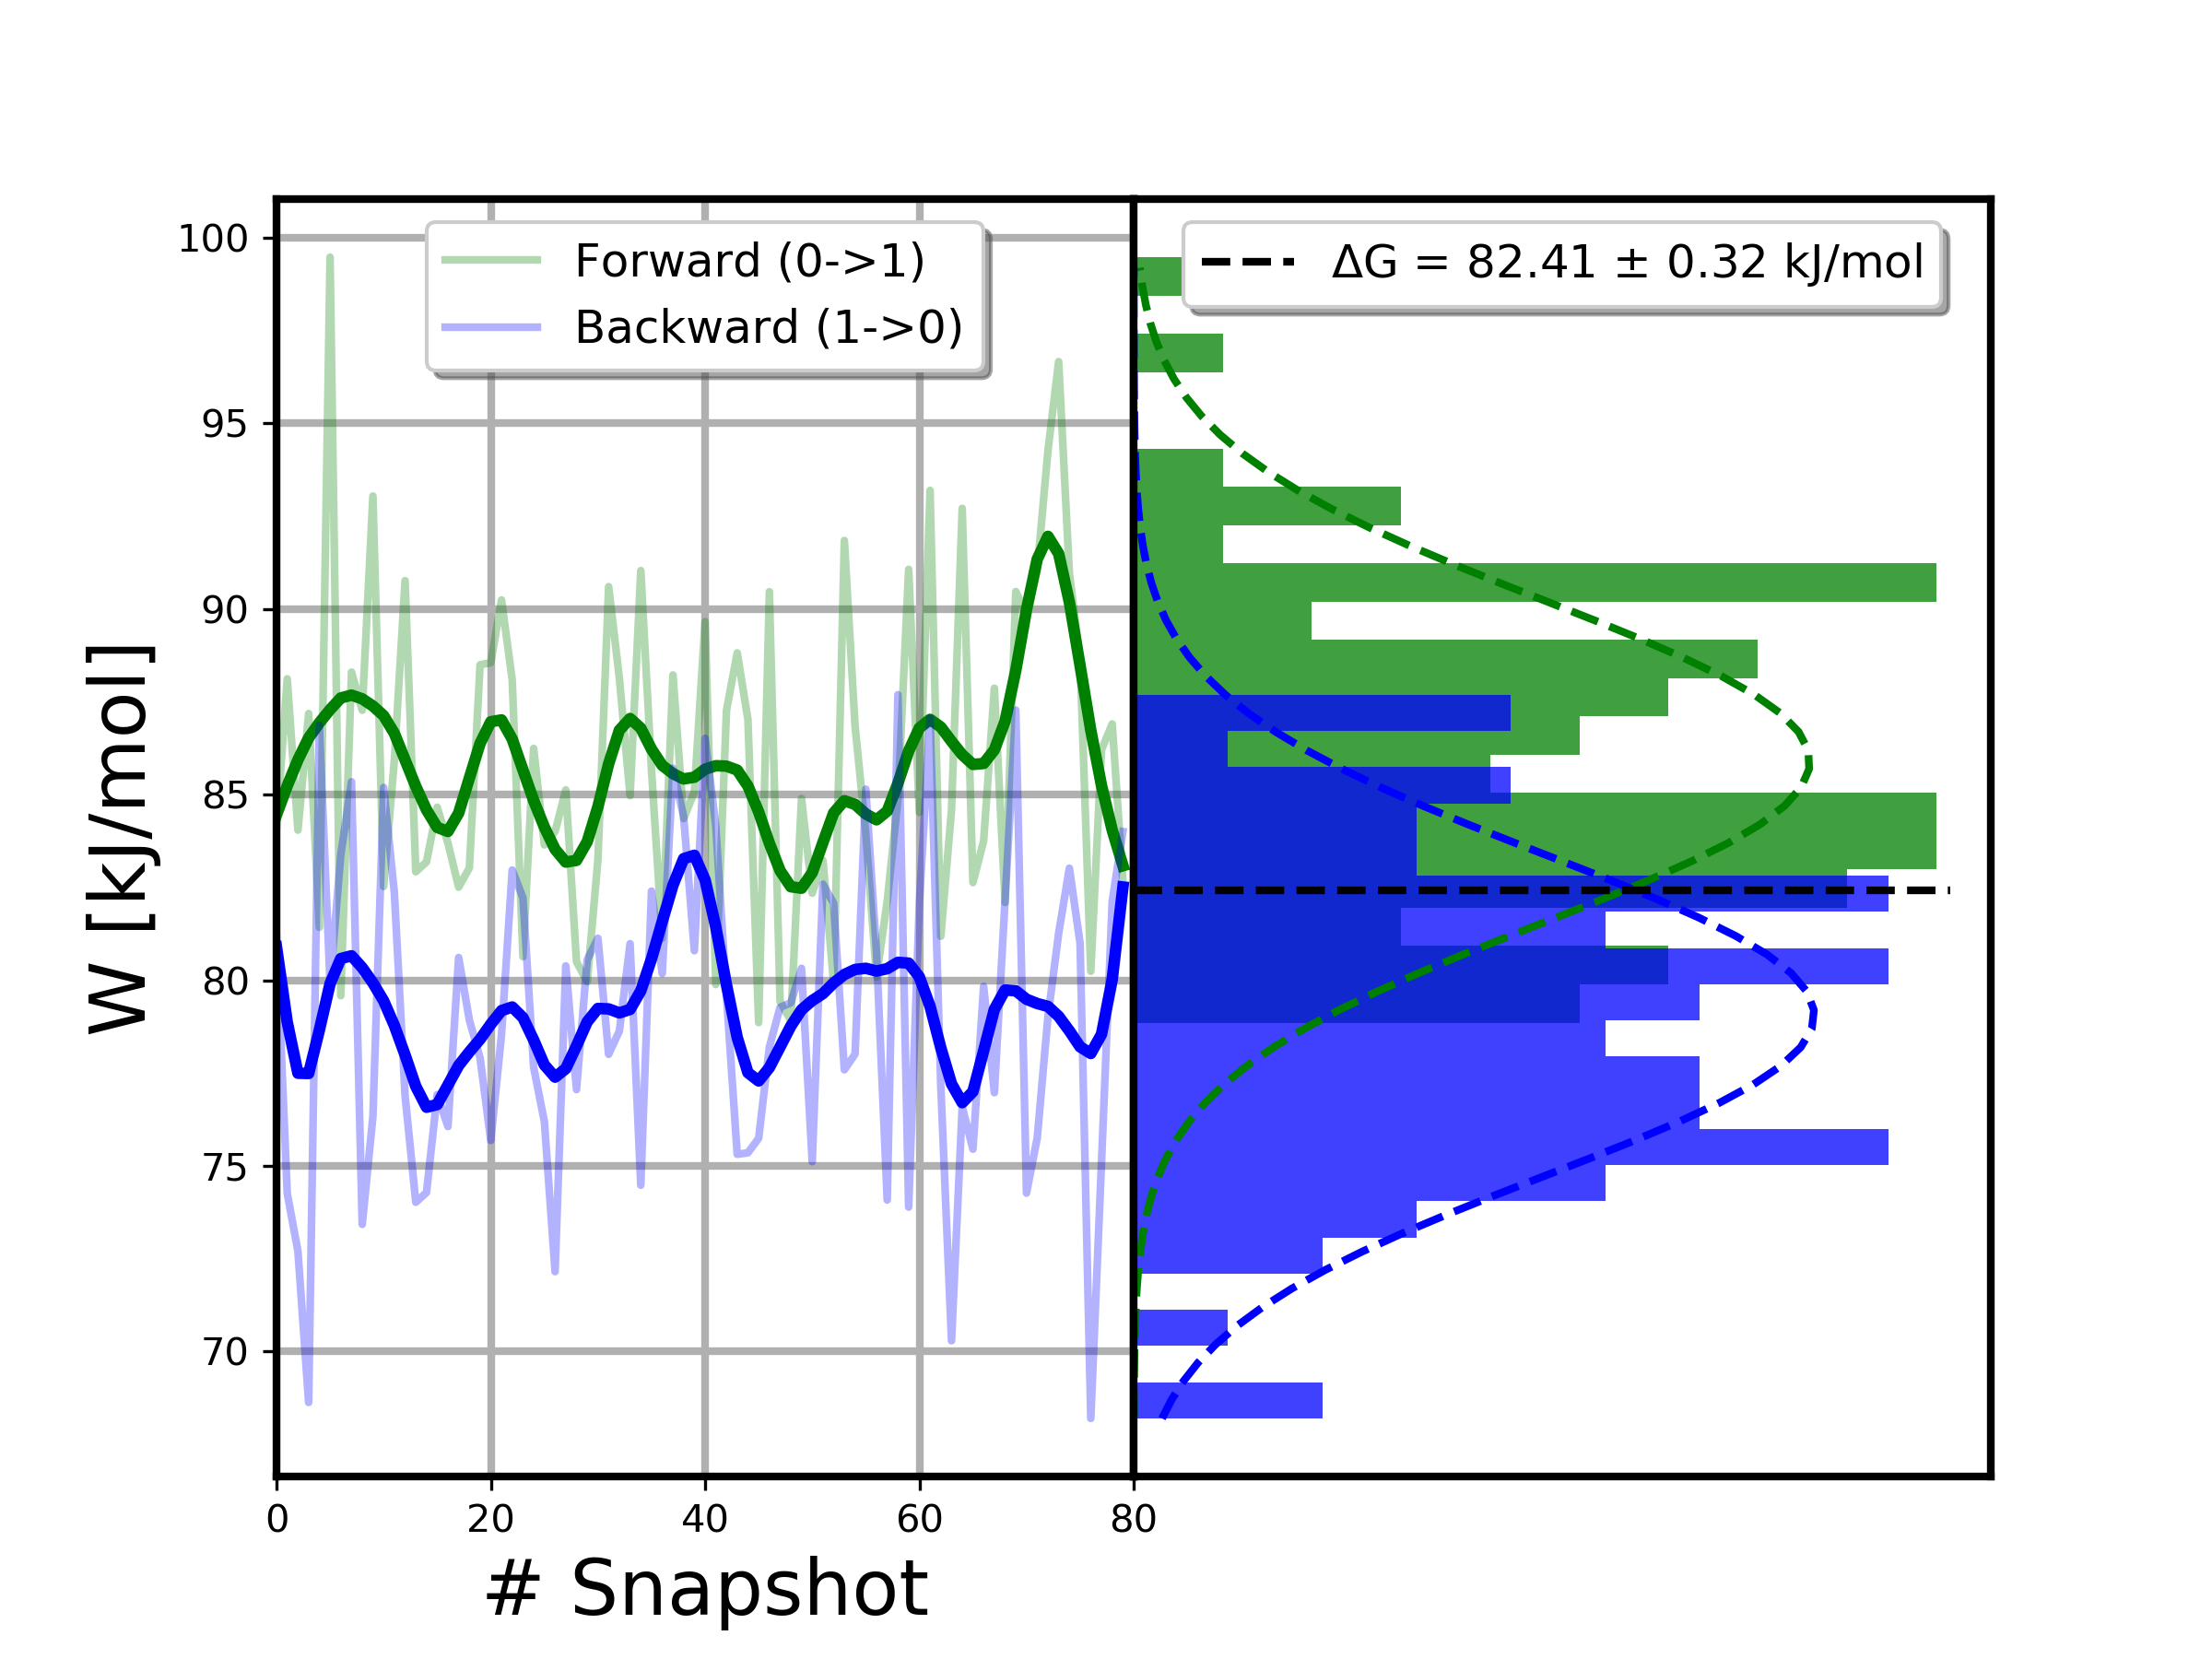 Forward (0->1)
Backward (1->0)
ΔG = 82.41 ± 0.32 kJ/mol
W [kJ/mol]
100
95
90
85
80
75
70
0 20 40 60 80
# Snapshot